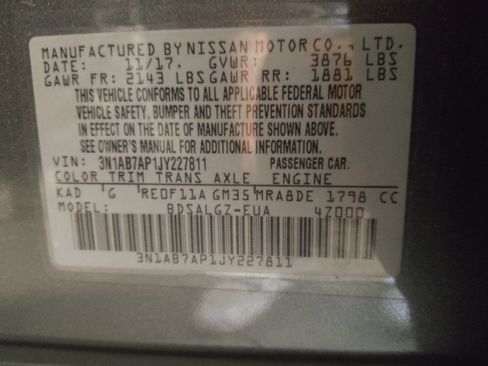 MANUFACTURED BY NISSAN MOTOR CO., LTD.
DATE: 11/17. GVWR: 3876 LBS
GAWR FR: 2143 LBS GAWR RR: 1881 LBS
THIS VEHICLE CONFORMS TO ALL APPLICABLE FEDERAL MOTOR
VEHICLE SAFETY, BUMPER AND THEFT PREVENTION STANDARDS
IN EFFECT ON THE DATE OF MANUFACTURE SHOWN ABOVE.
SEE OWNER'S MANUAL FOR ADDITIONAL INFORMATION.
VIN: 3N1AB7AP1JY227811 PASSENGER CAR.
COLOR TRIM TRANS AXLE ENGINE
KAD G RE0F11A GM35 MRA8DE 1798 CC
MODEL: BDSALGZ-EUA 4Z000
3N1AB7AP1JY227811